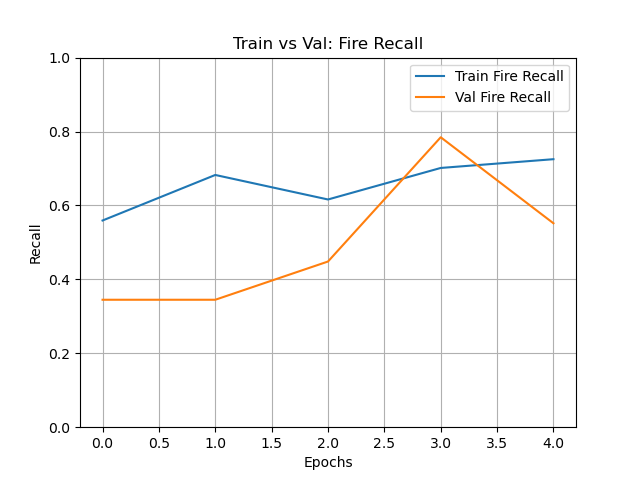 Train vs Val: Fire Recall
1.0
0.8
0.6
0.4
0.2
0.0
Recall
Train Fire Recall
Val Fire Recall
0.0 0.5 1.0 1.5 2.0 2.5 3.0 3.5 4.0
Epochs